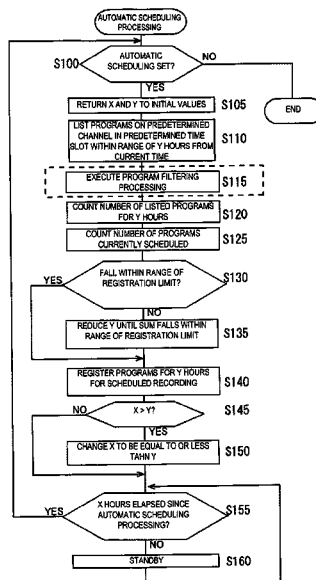 AUTOMATIC SCHEDULING
PROCESSING
S100
AUTOMATIC
SCHEDULING SET?
NO
YES
RETURN X AND Y TO INITIAL VALUES
S105
END
LIST PROGRAMS ON PREDETERMINED
CHANNEL IN PREDETERMINED TIME
SLOT WITHIN RANGE OF Y HOURS FROM
CURRENT TIME
S110
EXECUTE PROGRAM FILTERING
PROCESSING
S115
COUNT NUMBER OF LISTED PROGRAMS
FOR Y HOURS
S120
COUNT NUMBER OF PROGRAMS
CURRENTLY SCHEDULED
S125
YES
FALL WITHIN RANGE OF
REGISTRATION LIMIT?
S130
NO
REDUCE Y UNTIL SUM FALLS WITHIN
RANGE OF REGISTRATION LIMIT
S135
REGISTER PROGRAMS FOR Y HOURS
FOR SCHEDULED RECORDING
S140
NO
X > Y?
S145
YES
CHANGE X TO BE EQUAL TO OR LESS
TAHN Y
S150
YES
X HOURS ELAPSED SINCE
AUTOMATIC SCHEDULING
PROCESSING?
S155
NO
STANDBY
S160